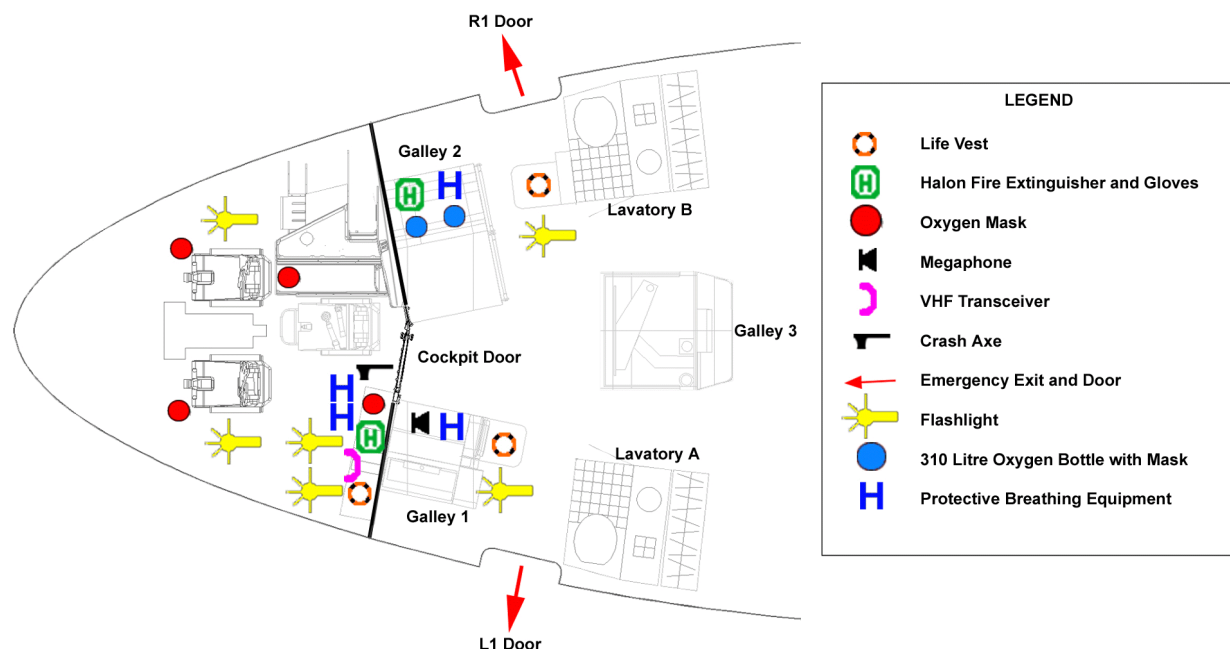 R1 Door
Galley 2
Lavatory B
Galley 3
Cockpit Door
Lavatory A
Galley 1
L1 Door
LEGEND
Life Vest
H Halon Fire Extinguisher and Gloves
Oxygen Mask
Megaphone
VHF Transceiver
Crash Axe
Emergency Exit and Door
Flashlight
310 Litre Oxygen Bottle with Mask
H Protective Breathing Equipment